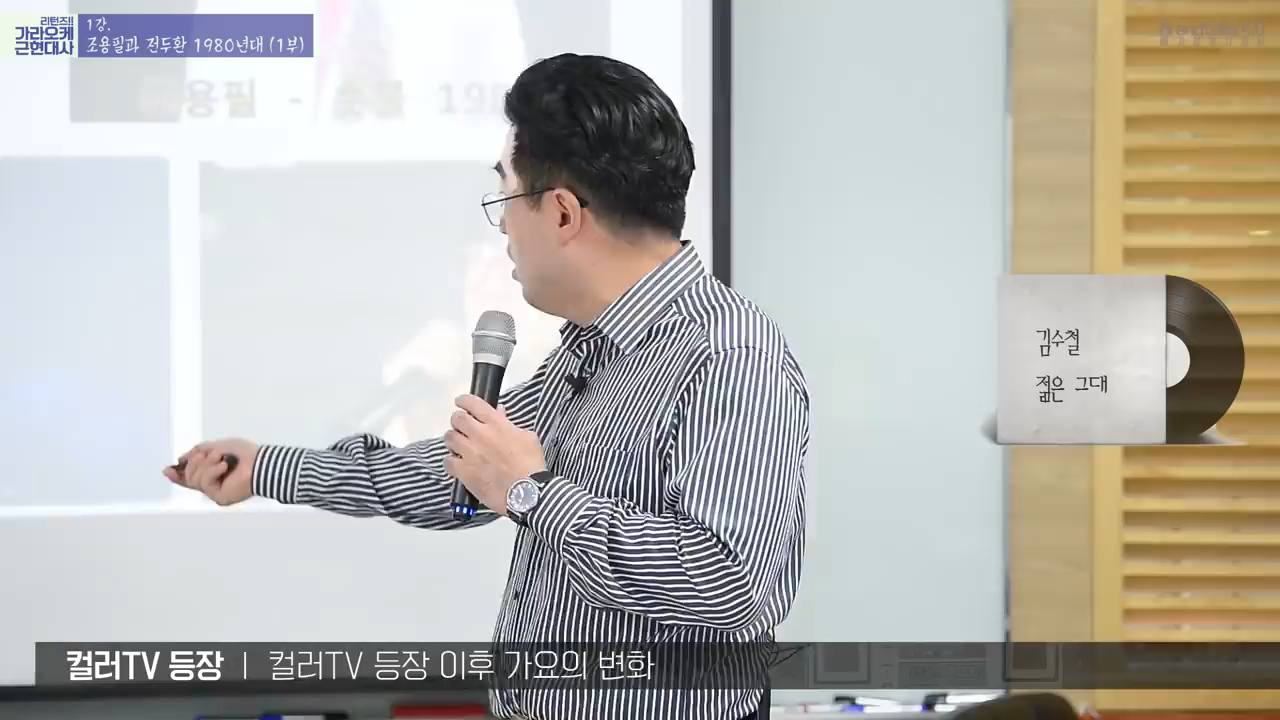 리턴즈!!
가라오케
근현대사
1강.
조용필과 전두환 1980년대 (1부)
용필 -
김수철
젊은 그대
컬러TV 등장 | 컬러TV 등장 이후 가요의 변화